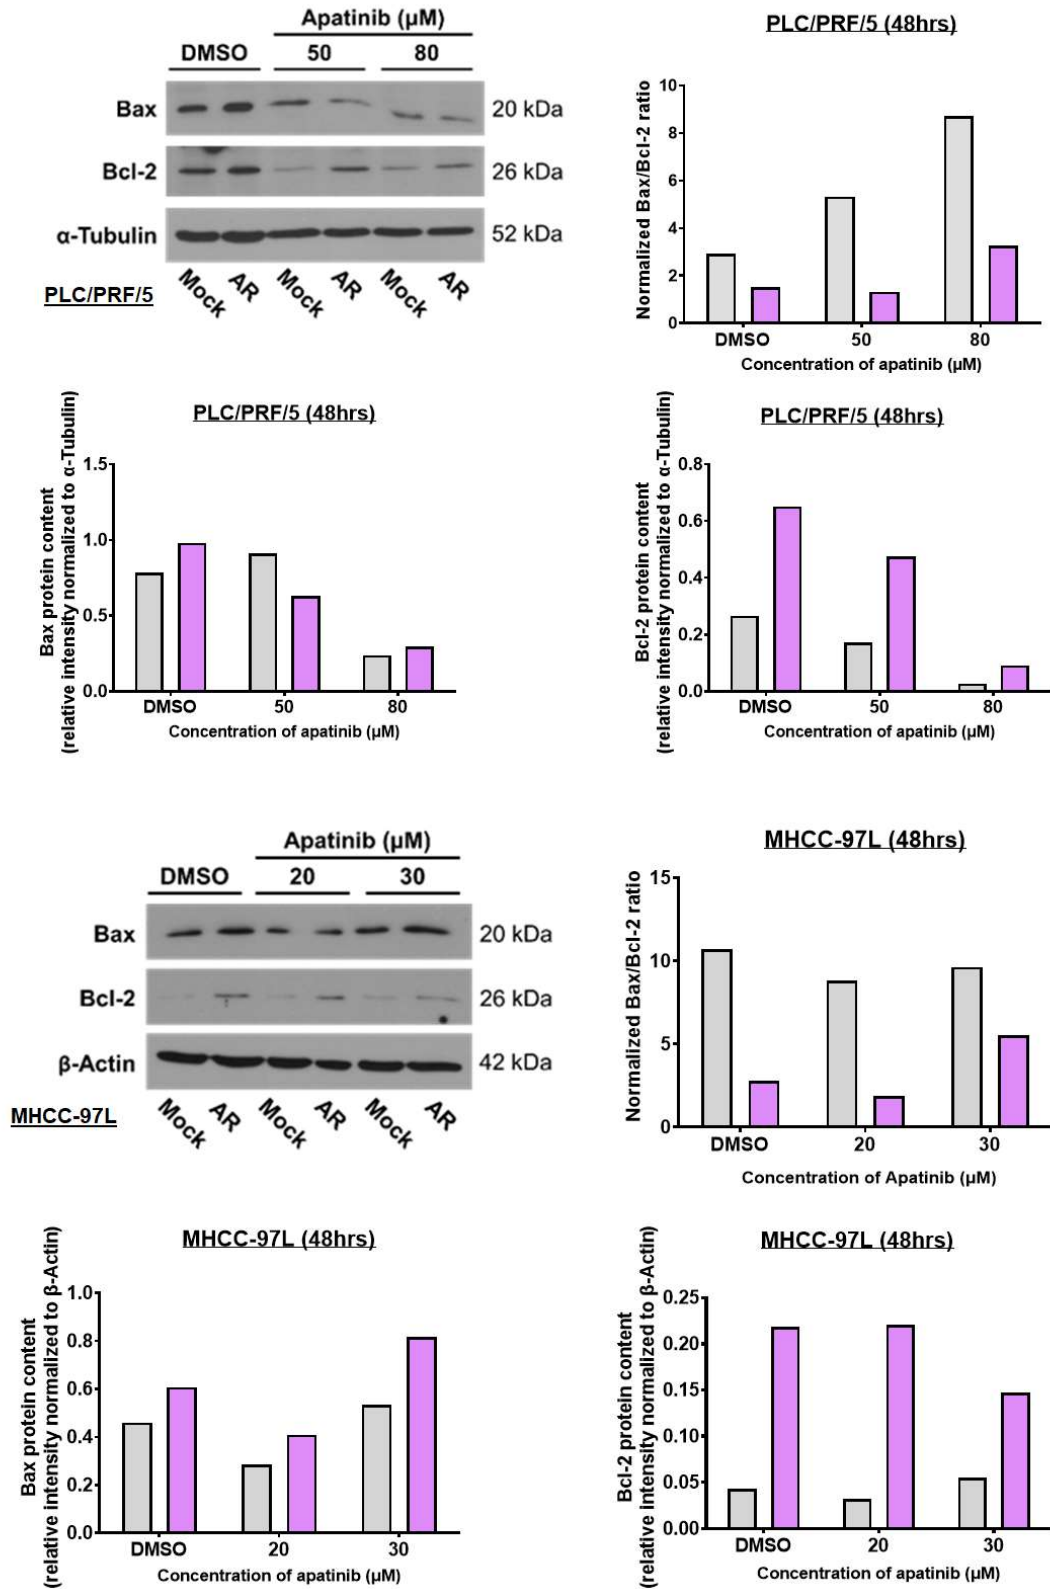 Apatinib (µM)
DMSO 50 80
Bax 20 kDa
Bcl-2 26 kDa
α-Tubulin 52 kDa
Mock AR Mock AR Mock AR
PLC/PRF/5
PLC/PRF/5 (48hrs)
Normalized Bax/Bcl-2 ratio
10
8
6
4
2
0
DMSO 50 80
Concentration of apatinib (µM)
PLC/PRF/5 (48hrs)
Bax protein content
(relative intensity normalized to α-Tubulin)
1.5
1.0
0.5
0.0
DMSO 50 80
Concentration of apatinib (µM)
PLC/PRF/5 (48hrs)
Bcl-2 protein content
(relative intensity normalized to α-Tubulin)
0.8
0.6
0.4
0.2
0.0
DMSO 50 80
Concentration of apatinib (µM)
Apatinib (µM)
DMSO 20 30
Bax 20 kDa
Bcl-2 26 kDa
β-Actin 42 kDa
Mock AR Mock AR Mock AR
MHCC-97L
MHCC-97L (48hrs)
Normalized Bax/Bcl-2 ratio
15
10
5
0
DMSO 20 30
Concentration of Apatinib (µM)
MHCC-97L (48hrs)
Bax protein content
(relative intensity normalized to β-Actin)
1.0
0.8
0.6
0.4
0.2
0.0
DMSO 20 30
Concentration of apatinib (µM)
MHCC-97L (48hrs)
Bcl-2 protein content
(relative intensity normalized to β-Actin)
0.25
0.20
0.15
0.10
0.05
0.00
DMSO 20 30
Concentration of apatinib (µM)